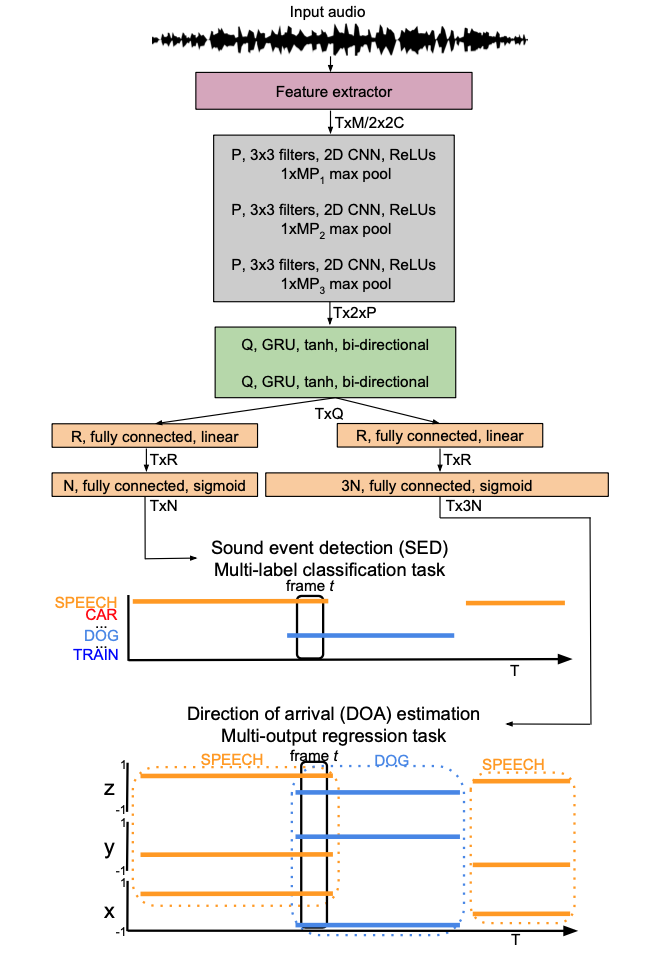 Input audio
Feature extractor
TxM/2x2C
P, 3x3 filters, 2D CNN, ReLUs
1xMP1 max pool
P, 3x3 filters, 2D CNN, ReLUs
1xMP2 max pool
P, 3x3 filters, 2D CNN, ReLUs
1xMP3 max pool
Tx2xP
Q, GRU, tanh, bi-directional
Q, GRU, tanh, bi-directional
TxQ
R, fully connected, linear
R, fully connected, linear
TxR
TxR
N, fully connected, sigmoid
3N, fully connected, sigmoid
TxN
Tx3N
Sound event detection (SED)
Multi-label classification task
frame t
SPEECH
CAR
...
DOG
...
TRAIN
T
Direction of arrival (DOA) estimation
Multi-output regression task
frame t
SPEECH
DOG
SPEECH
1
z
-1
1
y
-1
1
x
-1
T